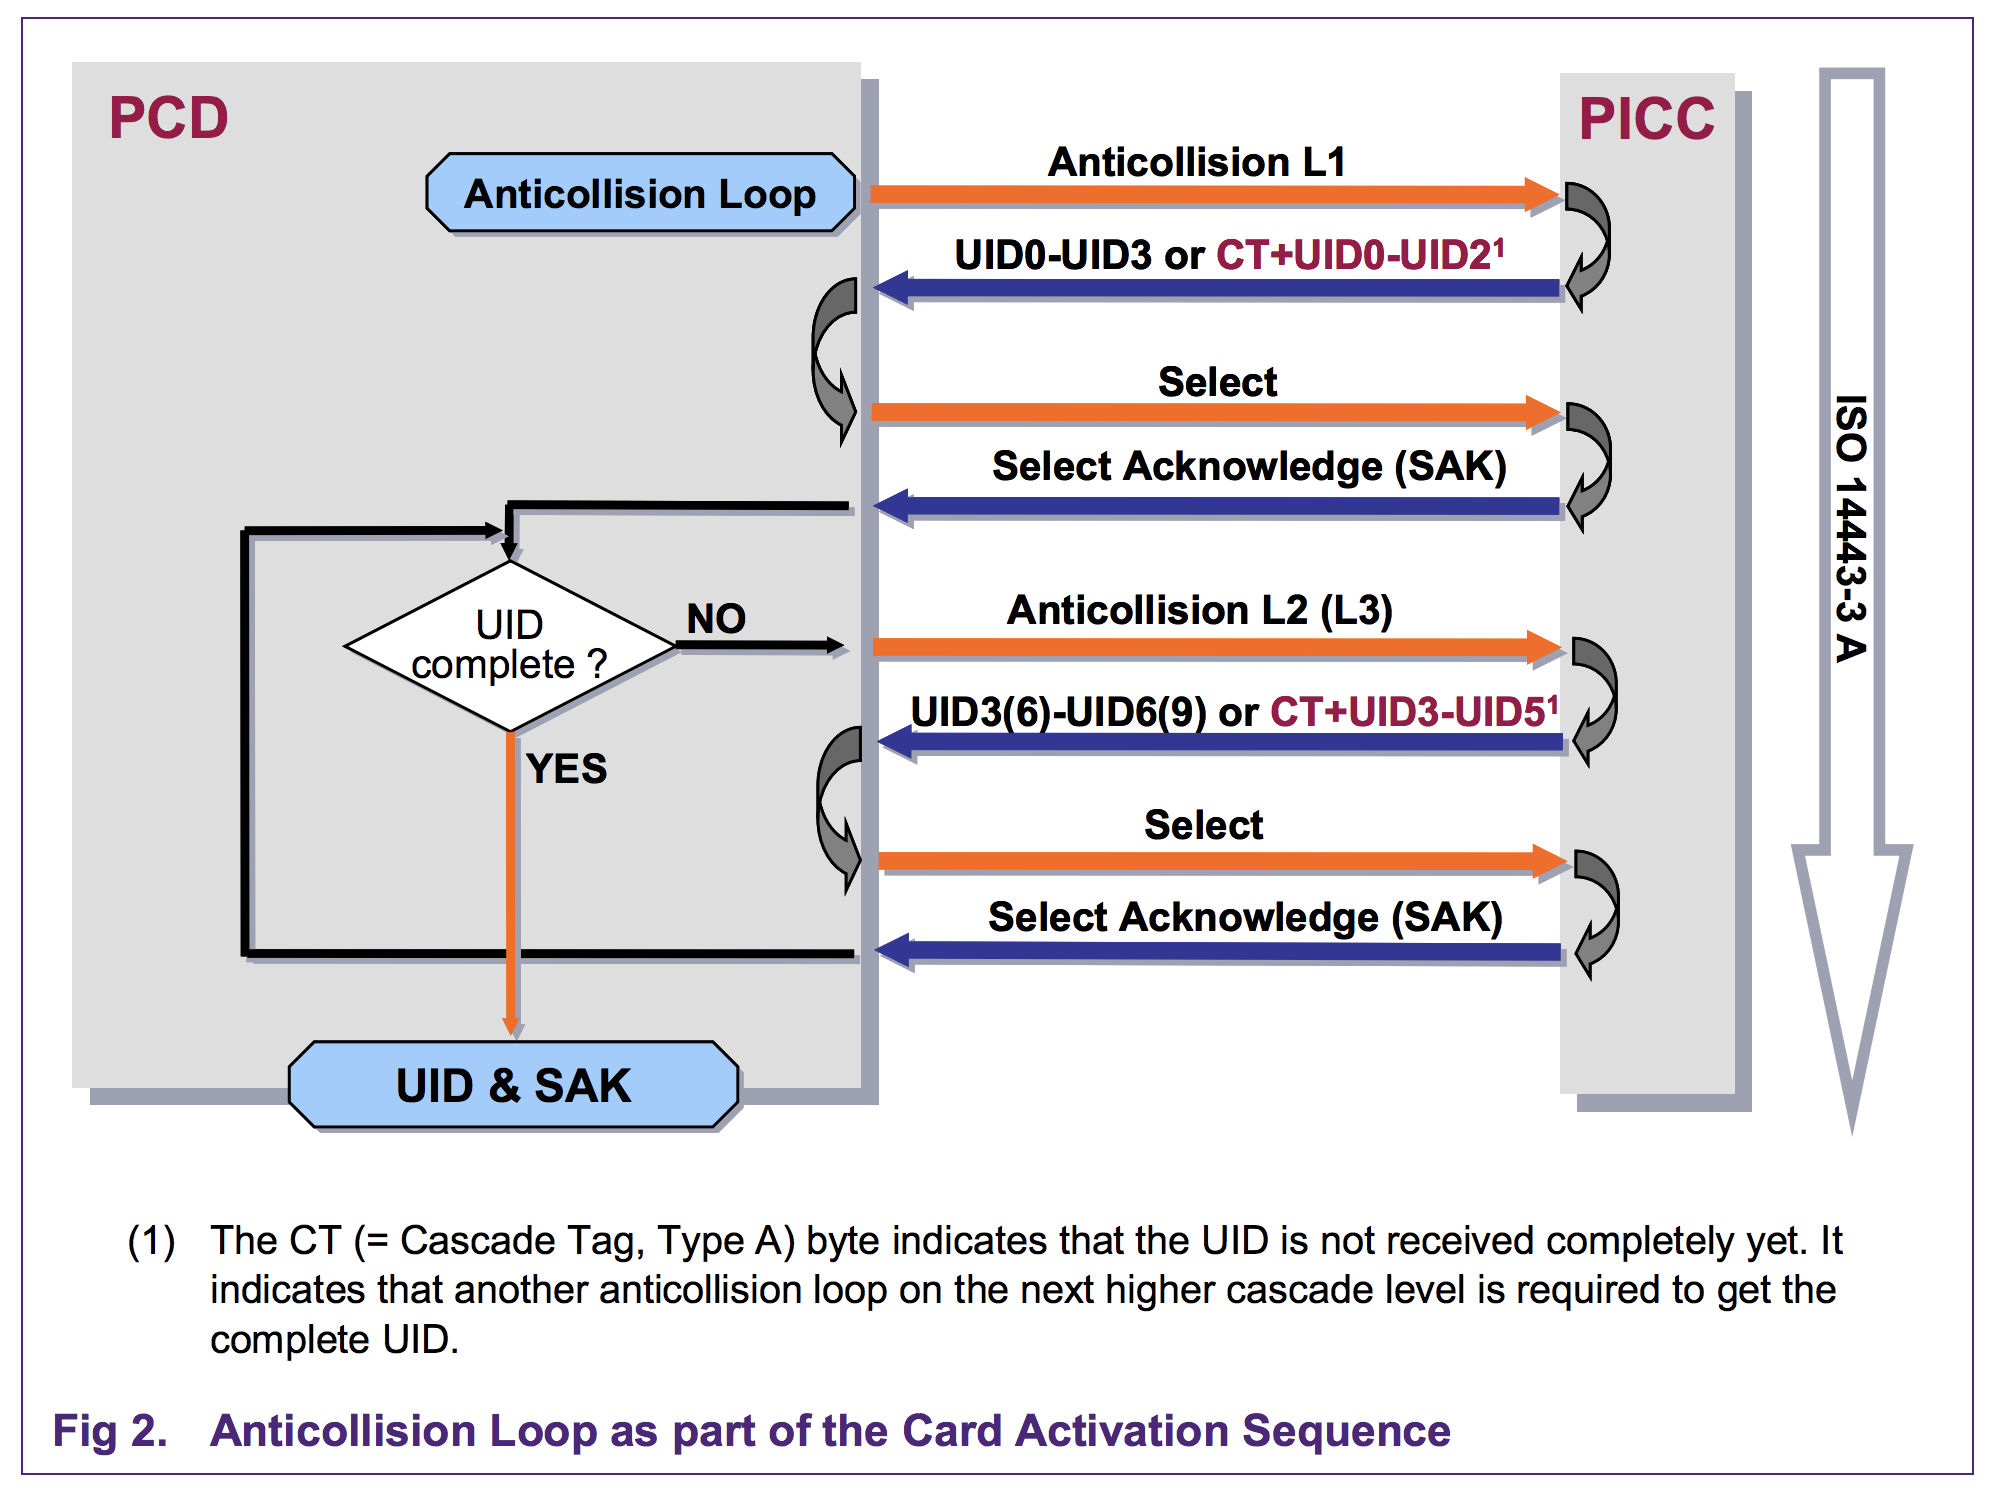 PCD
PICC
Anticollision Loop
Anticollision L1
UID0-UID3 or CT+UID0-UID2¹
Select
Select Acknowledge (SAK)
ISO 14443-3 A
UID
complete ?
NO
Anticollision L2 (L3)
UID3(6)-UID6(9) or CT+UID3-UID5¹
YES
Select
Select Acknowledge (SAK)
UID & SAK
(1) The CT (= Cascade Tag, Type A) byte indicates that the UID is not received completely yet. It
indicates that another anticollision loop on the next higher cascade level is required to get the
complete UID.
Fig 2. Anticollision Loop as part of the Card Activation Sequence